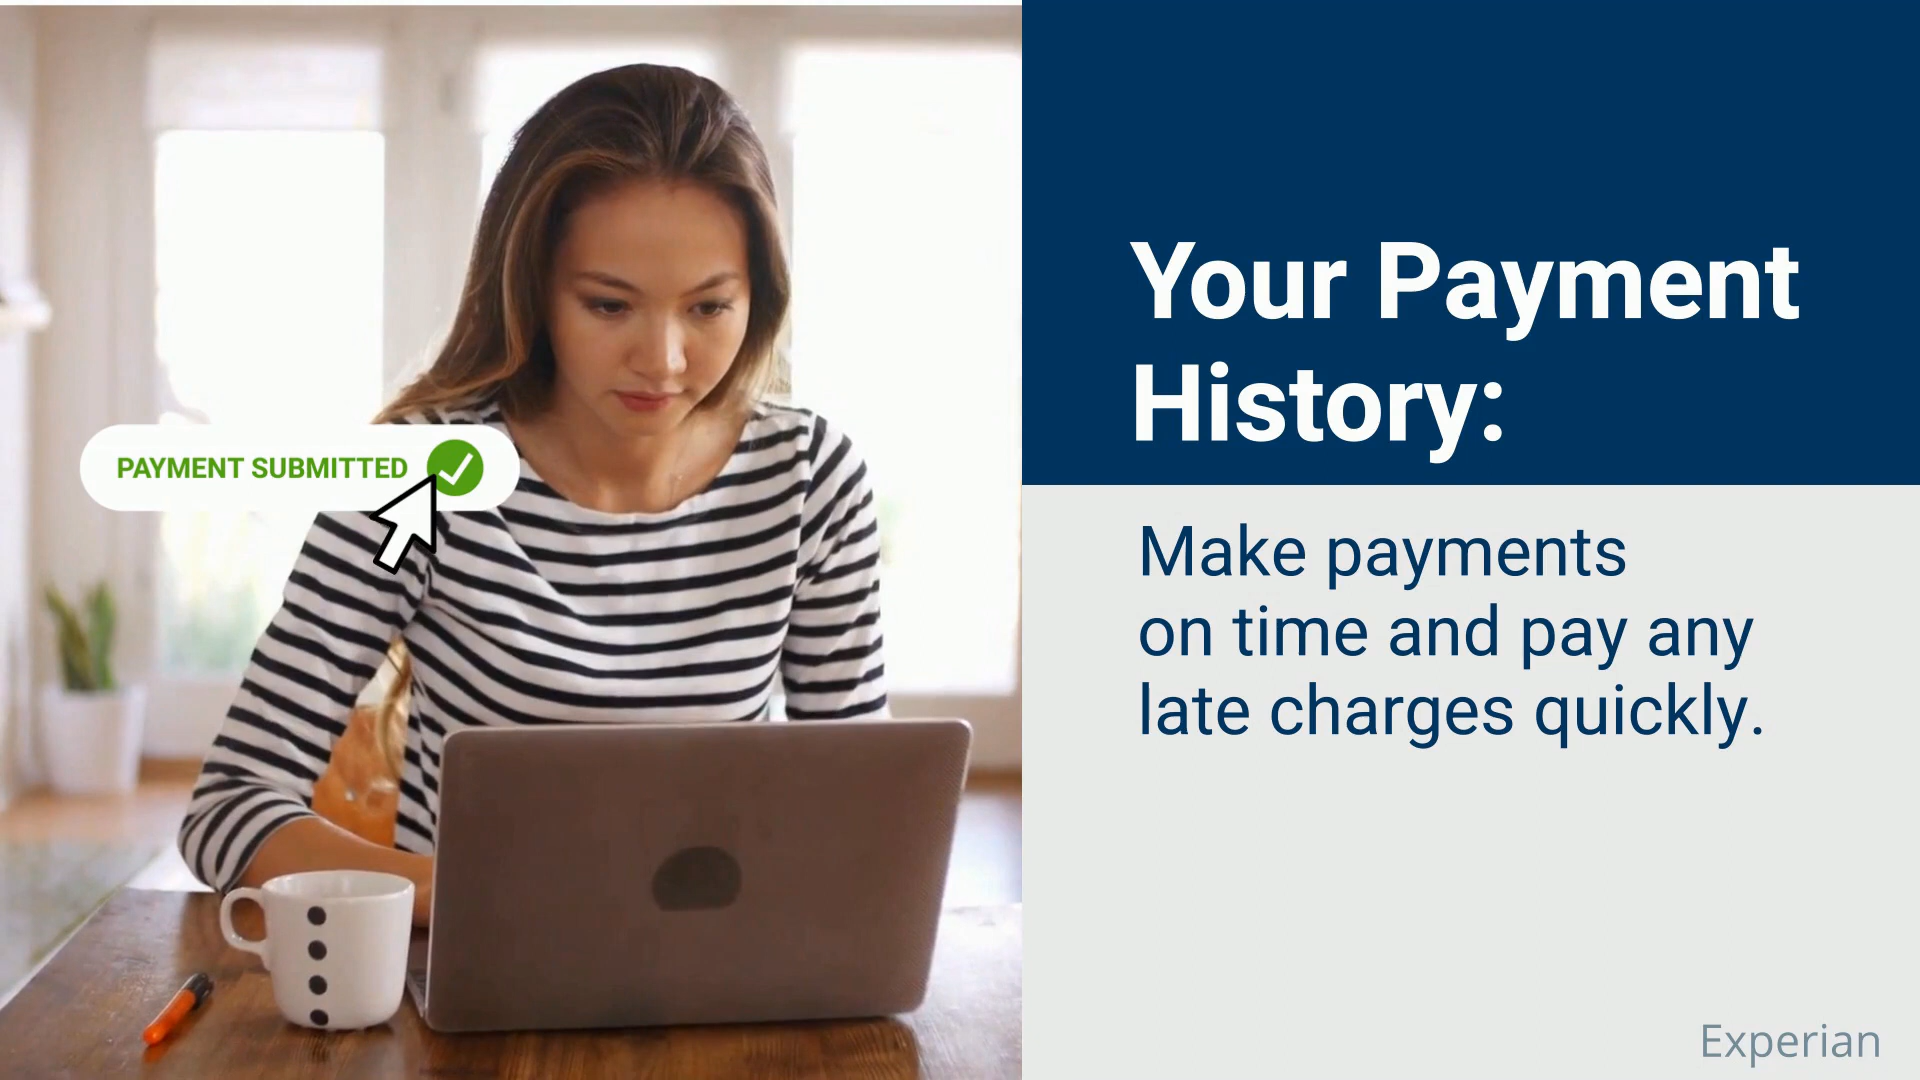 PAYMENT SUBMITTED
Your Payment
History:
Make payments
on time and pay any
late charges quickly.
Experian